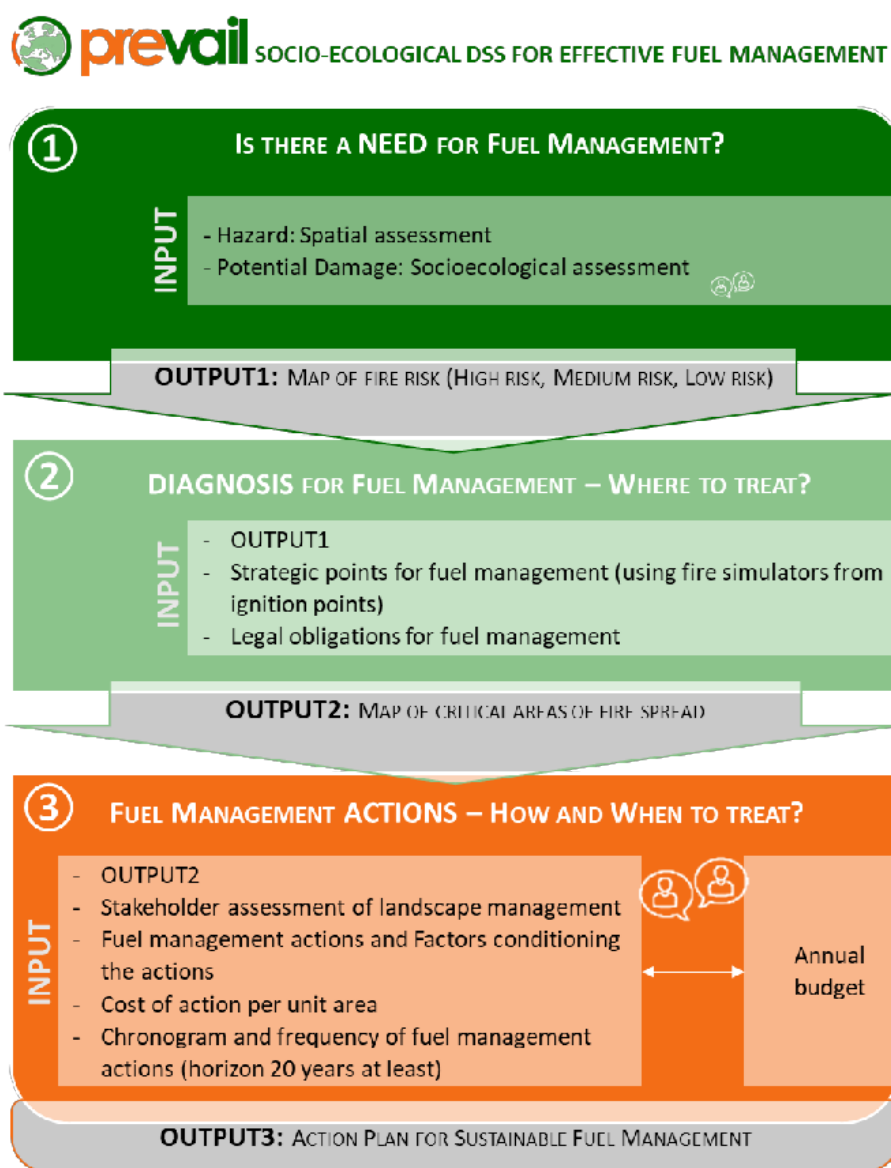 prevail SOCIO-ECOLOGICAL DSS FOR EFFECTIVE FUEL MANAGEMENT
1
IS THERE A NEED FOR FUEL MANAGEMENT?
INPUT
- Hazard: Spatial assessment
- Potential Damage: Socioecological assessment
OUTPUT1: MAP OF FIRE RISK (HIGH RISK, MEDIUM RISK, LOW RISK)
2
DIAGNOSIS FOR FUEL MANAGEMENT – WHERE TO TREAT?
INPUT
- OUTPUT1
- Strategic points for fuel management (using fire simulators from
ignition points)
- Legal obligations for fuel management
OUTPUT2: MAP OF CRITICAL AREAS OF FIRE SPREAD
3
FUEL MANAGEMENT ACTIONS – HOW AND WHEN TO TREAT?
INPUT
- OUTPUT2
- Stakeholder assessment of landscape management
- Fuel management actions and Factors conditioning
the actions
- Cost of action per unit area
- Chronogram and frequency of fuel management
actions (horizon 20 years at least)
Annual
budget
OUTPUT3: ACTION PLAN FOR SUSTAINABLE FUEL MANAGEMENT